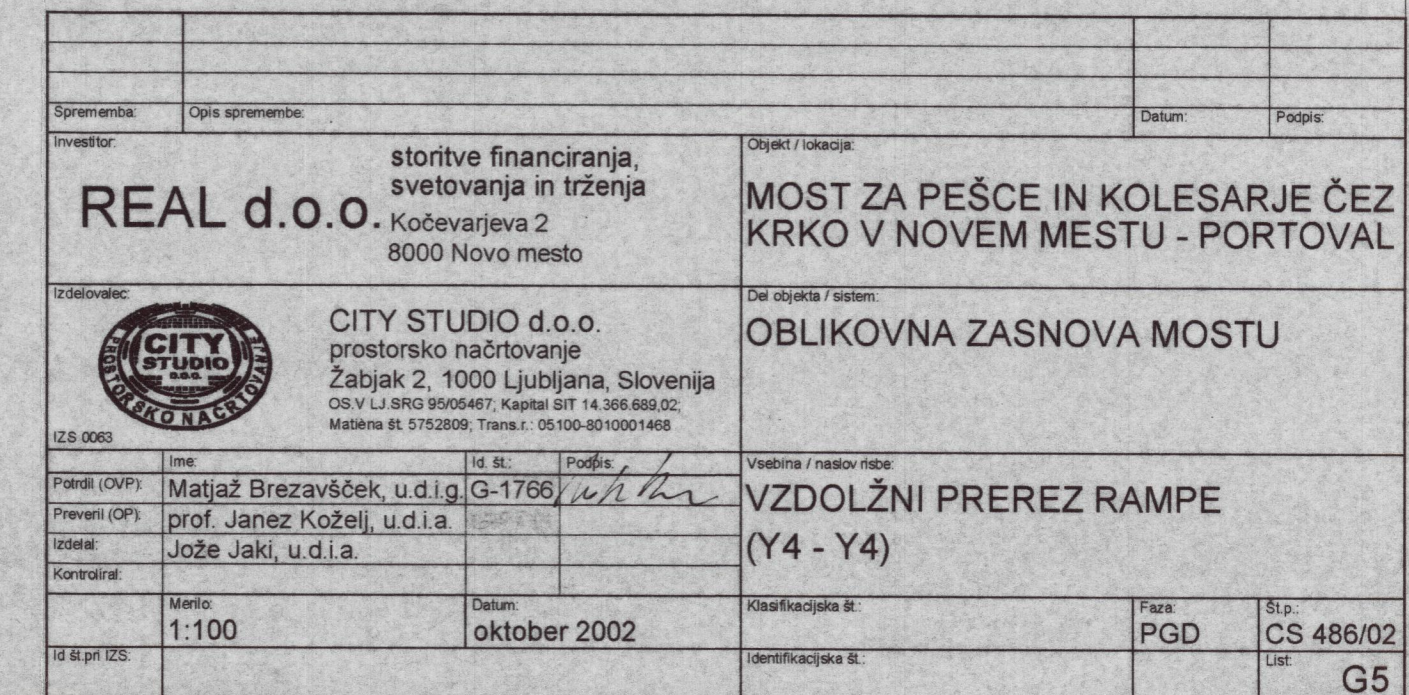 Sprememba: Opis spremembe: Datum: Podpis:
Investitor:
REAL d.o.o.
storitve financiranja,
svetovanja in trženja
Kočevarjeva 2
8000 Novo mesto
Objekt / lokacija:
MOST ZA PEŠCE IN KOLESARJE ČEZ
KRKO V NOVEM MESTU - PORTOVAL
Izdelovalec:
CITY
STUDIO
D.O.O.
PROSTORSKO NAČRTOVANJE
IZS 0063
CITY STUDIO d.o.o.
prostorsko načrtovanje
Žabjak 2, 1000 Ljubljana, Slovenija
OS.V LJ.SRG 95/05467; Kapital SIT 14.366.689,02;
Matièna št. 5752809; Trans.r.: 05100-8010001468
Del objekta / sistem:
OBLIKOVNA ZASNOVA MOSTU
Ime: Id. št.: Podpis:
Potrdil (OVP): Matjaž Brezavšček, u.d.i.g. G-1766
Preveril (OP): prof. Janez Koželj, u.d.i.a.
Izdelal: Jože Jaki, u.d.i.a.
Kontroliral:
Vsebina / naslov risbe:
VZDOLŽNI PREREZ RAMPE
(Y4 - Y4)
Merilo:
1:100
Datum:
oktober 2002
Klasifikacijska št.:
Faza:
PGD
Št.p.:
CS 486/02
Id št.pri IZS:
Identifikacijska št.:
List:
G5